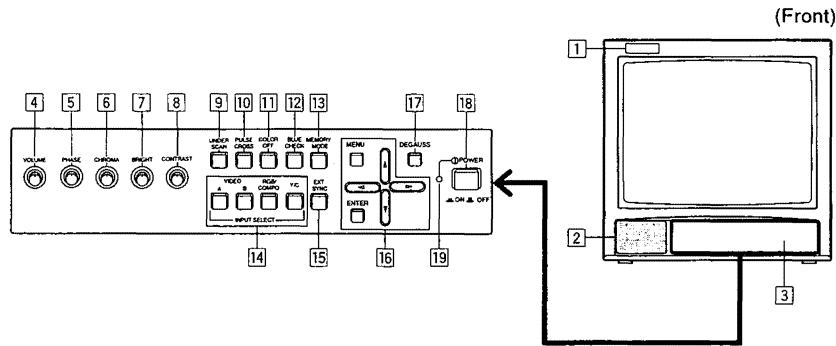 (Front)
1
4 5 6 7 8 9 10 11 12 13 17 18
UNDER SCAN PULSE CROSS COLOR OFF BLUE CHECK MEMORY MODE
VOLUME PHASE CHROMA BRIGHT CONTRAST
MENU DEGAUSS POWER
VIDEO RGB/COMPO Y/C EXT SYNC
A B
INPUT SELECT
ENTER
ON OFF
14 15 16 19
2
3